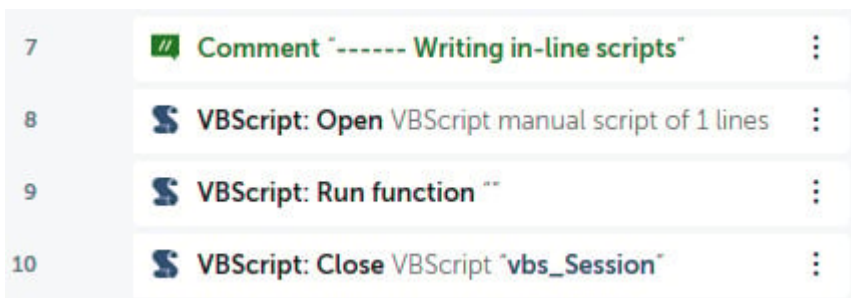 7 Comment "------ Writing in-line scripts"
8 VBScript: Open VBScript manual script of 1 lines
9 VBScript: Run function ""
10 VBScript: Close VBScript "vbs_Session"